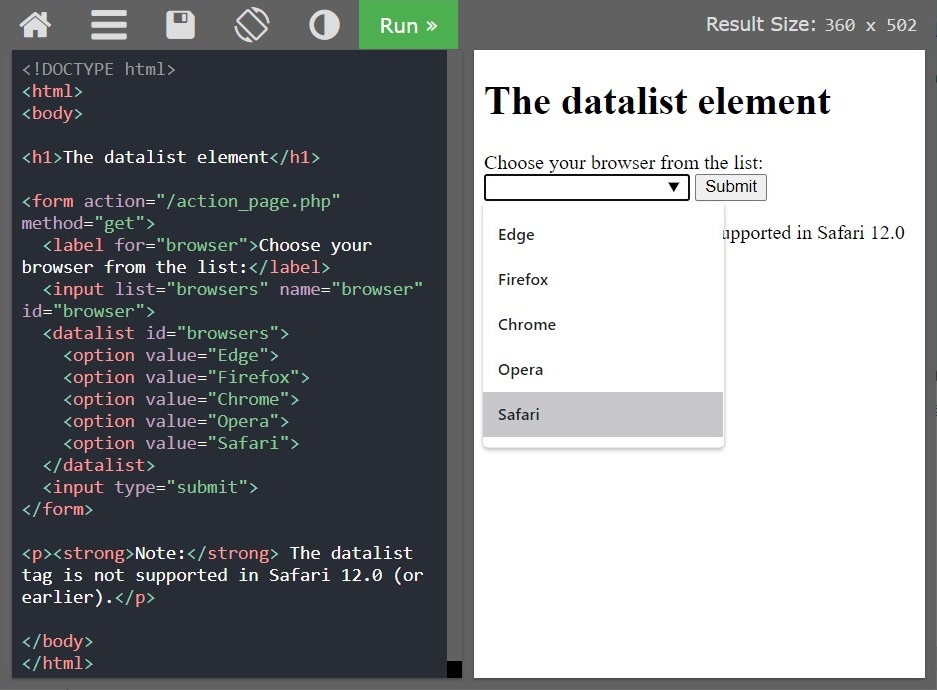 Run »
Result Size: 360 x 502
<!DOCTYPE html>
<html>
<body>
<h1>The datalist element</h1>
<form action="/action_page.php"
method="get">
<label for="browser">Choose your
browser from the list:</label>
<input list="browsers" name="browser"
id="browser">
<datalist id="browsers">
<option value="Edge">
<option value="Firefox">
<option value="Chrome">
<option value="Opera">
<option value="Safari">
</datalist>
<input type="submit">
</form>
<p><strong>Note:</strong> The datalist
tag is not supported in Safari 12.0 (or
earlier).</p>
</body>
</html>
The datalist element
Choose your browser from the list:
Submit
upported in Safari 12.0
Edge
Firefox
Chrome
Opera
Safari